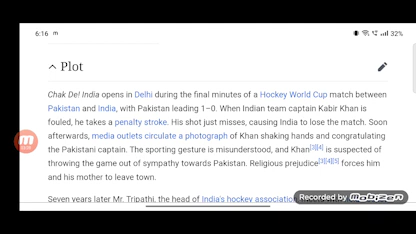 6:16 m 32%
Plot
Chak De! India opens in Delhi during the final minutes of a Hockey World Cup match between
Pakistan and India, with Pakistan leading 1–0. When Indian team captain Kabir Khan is
fouled, he takes a penalty stroke. His shot just misses, causing India to lose the match. Soon
afterwards, media outlets circulate a photograph of Khan shaking hands and congratulating
the Pakistani captain. The sporting gesture is misunderstood, and Khan[3][4] is suspected of
throwing the game out of sympathy towards Pakistan. Religious prejudice[3][4][5] forces him
and his mother to leave town.
Recorded by MOBIZEN
Seven years later Mr. Tripathi, the head of India's hockey association